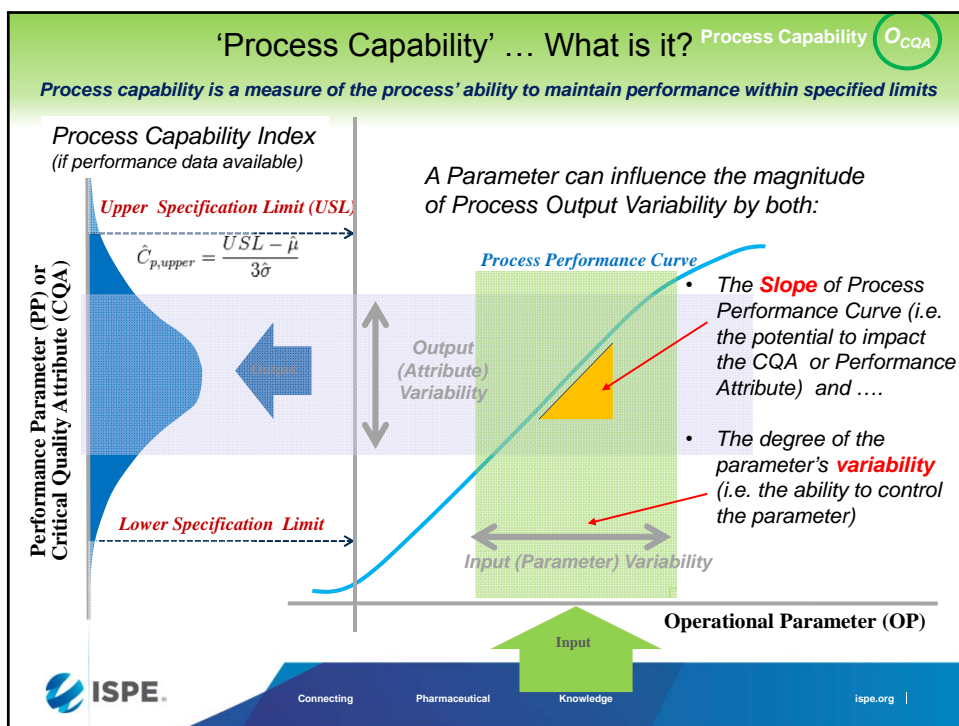 ‘Process Capability’ … What is it?
Process Capability
O_CQA
Process capability is a measure of the process’ ability to maintain performance within specified limits
Process Capability Index
(if performance data available)
Upper Specification Limit (USL)
Ĉ_{p,upper} = (USL − μ̂) / 3σ̂
Performance Parameter (PP) or
Critical Quality Attribute (CQA)
Output
Output
(Attribute)
Variability
Lower Specification Limit
A Parameter can influence the magnitude
of Process Output Variability by both:
Process Performance Curve
• The Slope of Process
Performance Curve (i.e.
the potential to impact
the CQA or Performance
Attribute) and ….
• The degree of the
parameter’s variability
(i.e. the ability to control
the parameter)
Input (Parameter) Variability
Operational Parameter (OP)
Input
ISPE.
Connecting
Pharmaceutical
Knowledge
ispe.org |